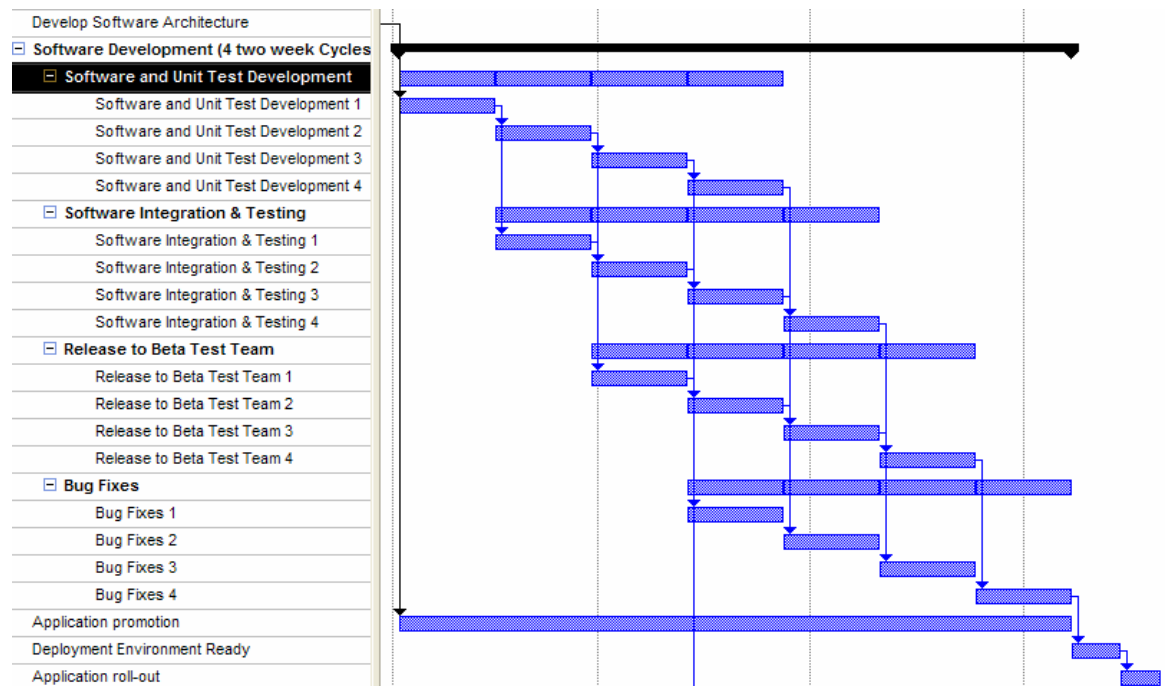 Develop Software Architecture
Software Development (4 two week Cycles
Software and Unit Test Development
Software and Unit Test Development 1
Software and Unit Test Development 2
Software and Unit Test Development 3
Software and Unit Test Development 4
Software Integration & Testing
Software Integration & Testing 1
Software Integration & Testing 2
Software Integration & Testing 3
Software Integration & Testing 4
Release to Beta Test Team
Release to Beta Test Team 1
Release to Beta Test Team 2
Release to Beta Test Team 3
Release to Beta Test Team 4
Bug Fixes
Bug Fixes 1
Bug Fixes 2
Bug Fixes 3
Bug Fixes 4
Application promotion
Deployment Environment Ready
Application roll-out